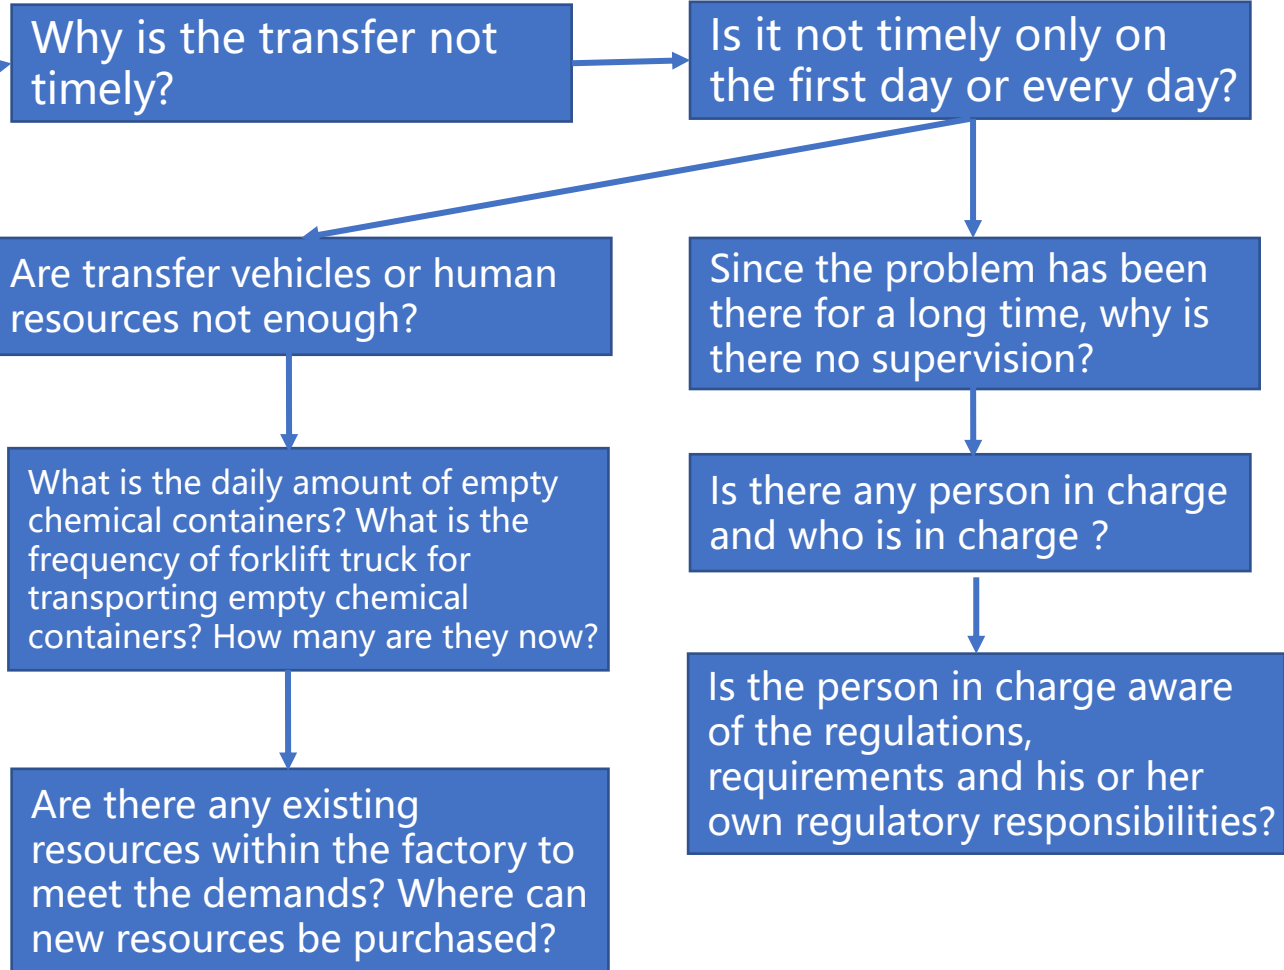 Why is the transfer not
timely?
Is it not timely only on
the first day or every day?
Are transfer vehicles or human
resources not enough?
Since the problem has been
there for a long time, why is
there no supervision?
What is the daily amount of empty
chemical containers? What is the
frequency of forklift truck for
transporting empty chemical
containers? How many are they now?
Is there any person in charge
and who is in charge ?
Are there any existing
resources within the factory to
meet the demands? Where can
new resources be purchased?
Is the person in charge aware
of the regulations,
requirements and his or her
own regulatory responsibilities?